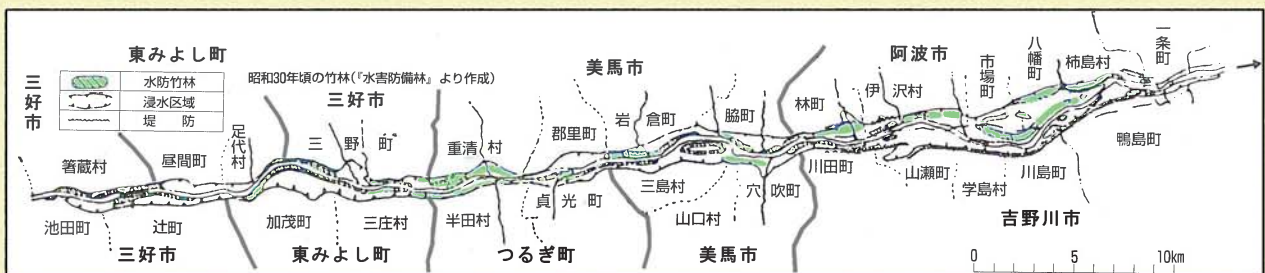 東みよし町
三好市
水防竹林
浸水区域
堤防
昭和30年頃の竹林(『水害防備林』より作成)
三好市
美馬市
阿波市
箸蔵村
昼間町
足代村
三野町
重清村
郡里町
岩倉町
脇町
林町
伊沢村
市場町
八幡町
柿島村
一条町
池田町
辻町
加茂町
三庄村
半田村
貞光町
三島村
山口村
穴吹町
川田町
山瀬町
学島村
川島町
鴨島町
三好市
東みよし町
つるぎ町
美馬市
吉野川市
0 5 10km